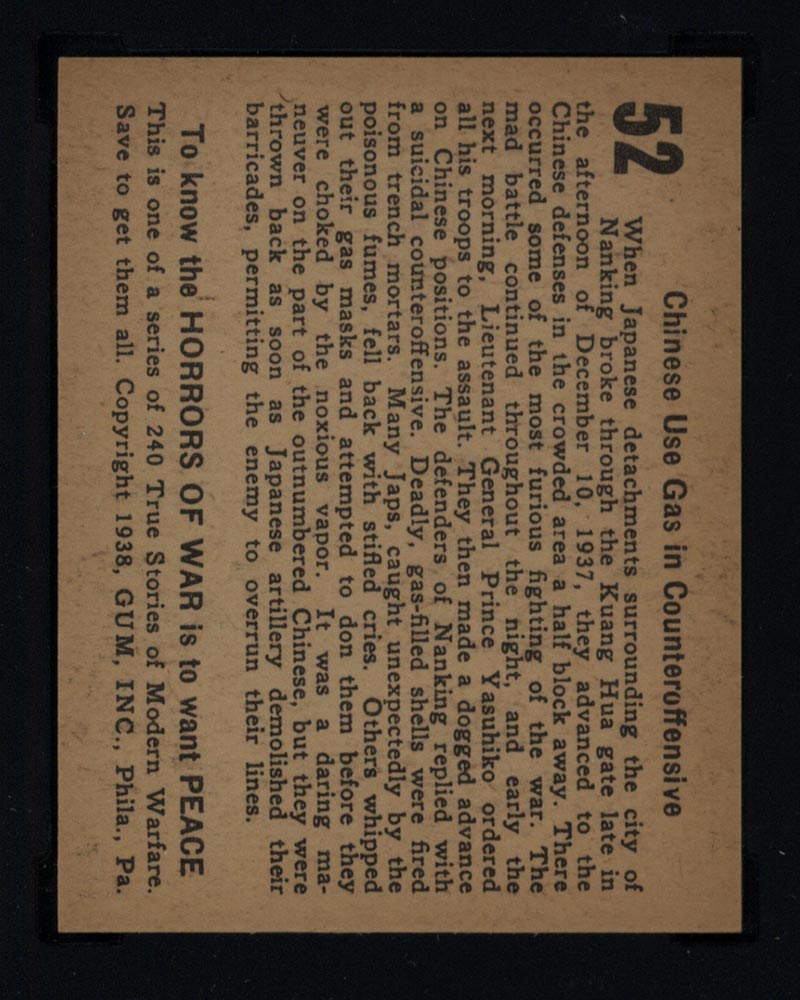 52
Chinese Use Gas in Counteroffensive
When Japanese detachments surrounding the city of
Nanking broke through the Kuang Hua gate late in
the afternoon of December 10, 1937, they advanced to the
Chinese defenses in the crowded area a half block away. There
occurred some of the most furious fighting of the war. The
mad battle continued throughout the night, and early the
next morning, Lieutenant General Prince Yasuhiko ordered
all his troops to the assault. They then made a dogged advance
on Chinese positions. The defenders of Nanking replied with
a suicidal counteroffensive. Deadly, gas-filled shells were fired
from trench mortars. Many Japs, caught unexpectedly by the
poisonous fumes, fell back with stifled cries. Others whipped
out their gas masks and attempted to don them before they
were choked by the noxious vapor. It was a daring ma-
neuver on the part of the outnumbered Chinese, but they were
thrown back as soon as Japanese artillery demolished their
barricades, permitting the enemy to overrun their lines.
To know the HORRORS OF WAR is to want PEACE
This is one of a series of 240 True Stories of Modern Warfare.
Save to get them all. Copyright 1938, GUM, INC., Phila., Pa.